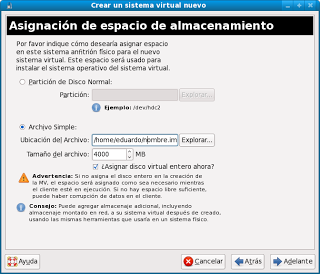 Crear un sistema virtual nuevo
Asignación de espacio de almacenamiento
Por favor indique cómo desearía asignar espacio
en este sistema anfitrión físico para el nuevo
sistema virtual. Este espacio será usado para
instalar el sistema operativo del sistema virtual.
Partición de Disco Normal:
Partición: Explorar...
Ejemplo: /dev/hdc2
Archivo Simple:
Ubicación del Archivo: /home/eduardo/nombre.im Explorar...
Tamaño del archivo: 4000 MB
¿Asignar disco virtual entero ahora?
Advertencia: Si no asigna el disco entero en la creación de
la MV, el espacio será asignado como sea necesario mientras
el cliente esté en ejecución. Si no hay espacio libre suficiente,
puede haber corrupción de datos en el cliente.
Consejo: Puede agregar almacenaje adicional, incluyendo
almacenaje montado en red, a su sistema virtual después de creado,
usando las mismas herramientas que usaría en un sistema físico.
Ayuda Cancelar Atrás Adelante